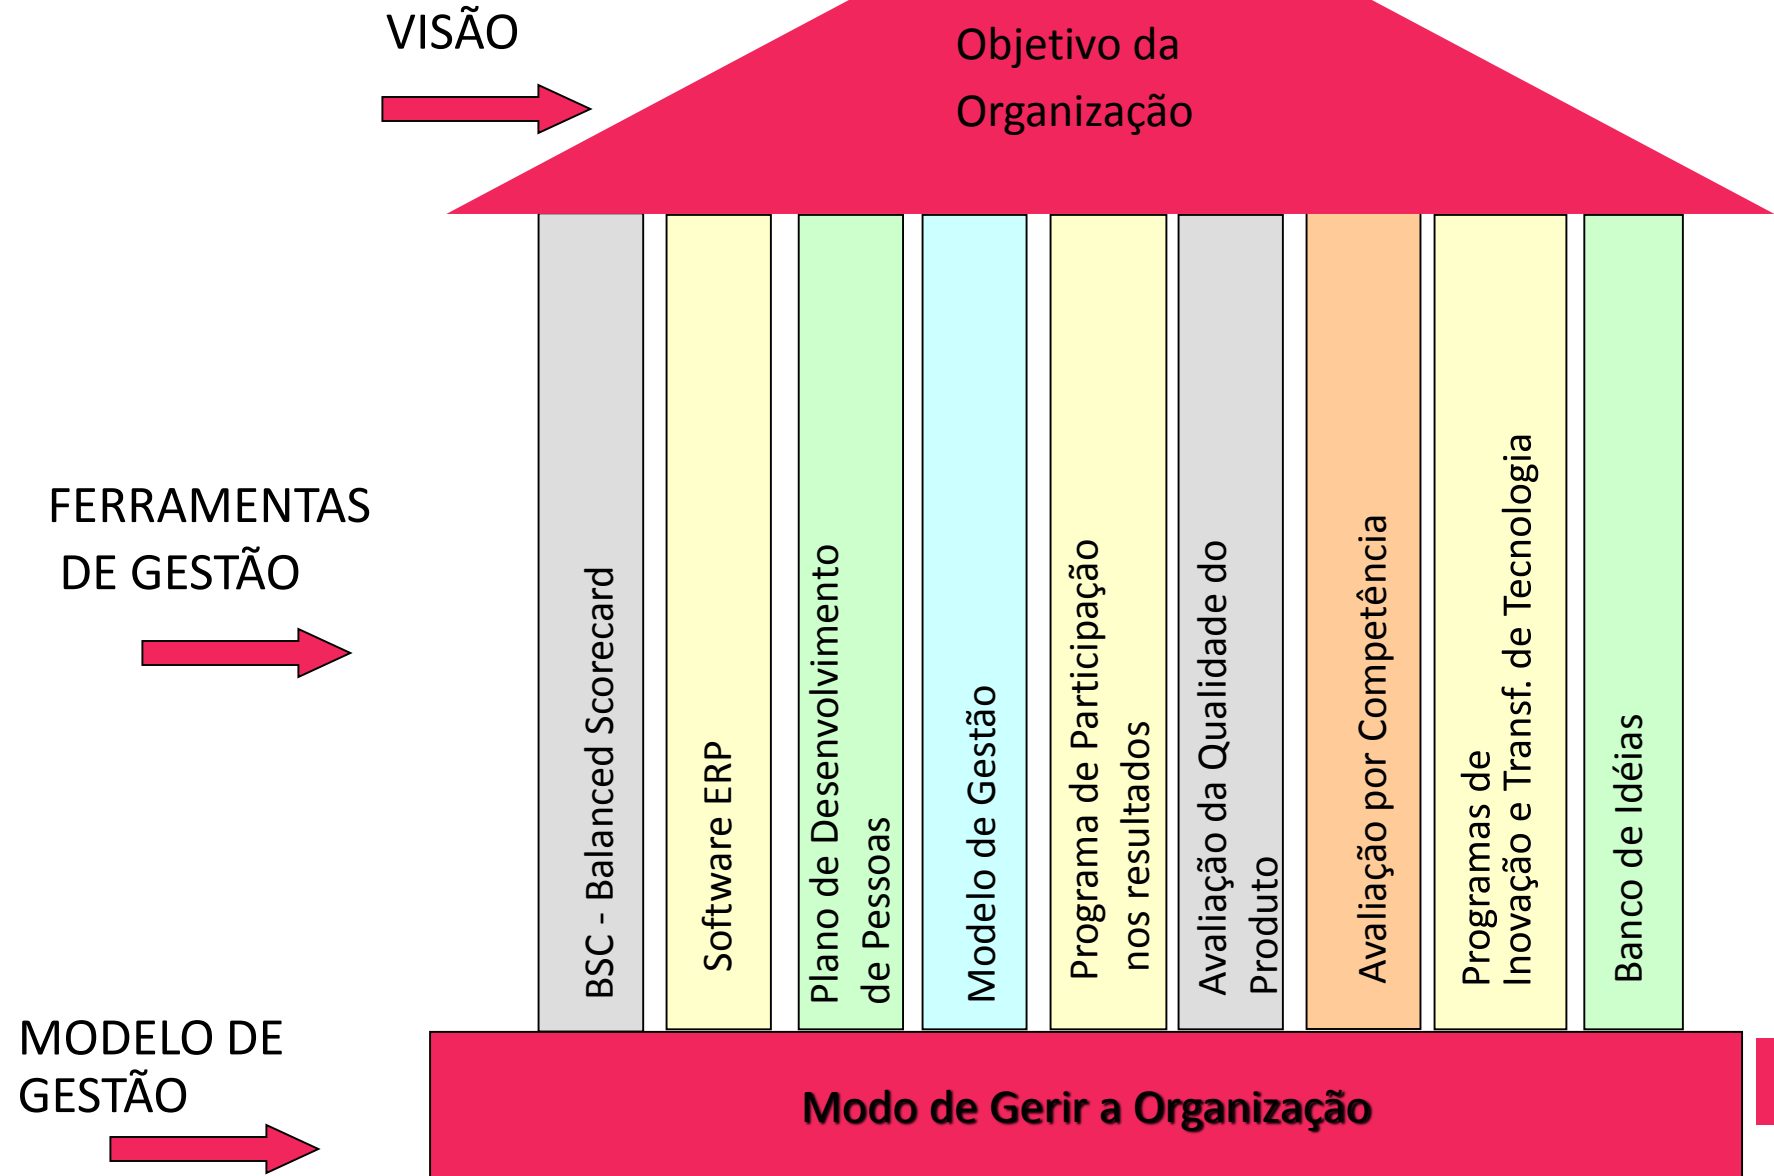 VISÃO
Objetivo da
Organização
FERRAMENTAS
DE GESTÃO
BSC - Balanced Scorecard
Software ERP
Plano de Desenvolvimento
de Pessoas
Modelo de Gestão
Programa de Participação
nos resultados
Avaliação da Qualidade do
Produto
Avaliação por Competência
Programas de
Inovação e Transf. de Tecnologia
Banco de Idéias
MODELO DE
GESTÃO
Modo de Gerir a Organização